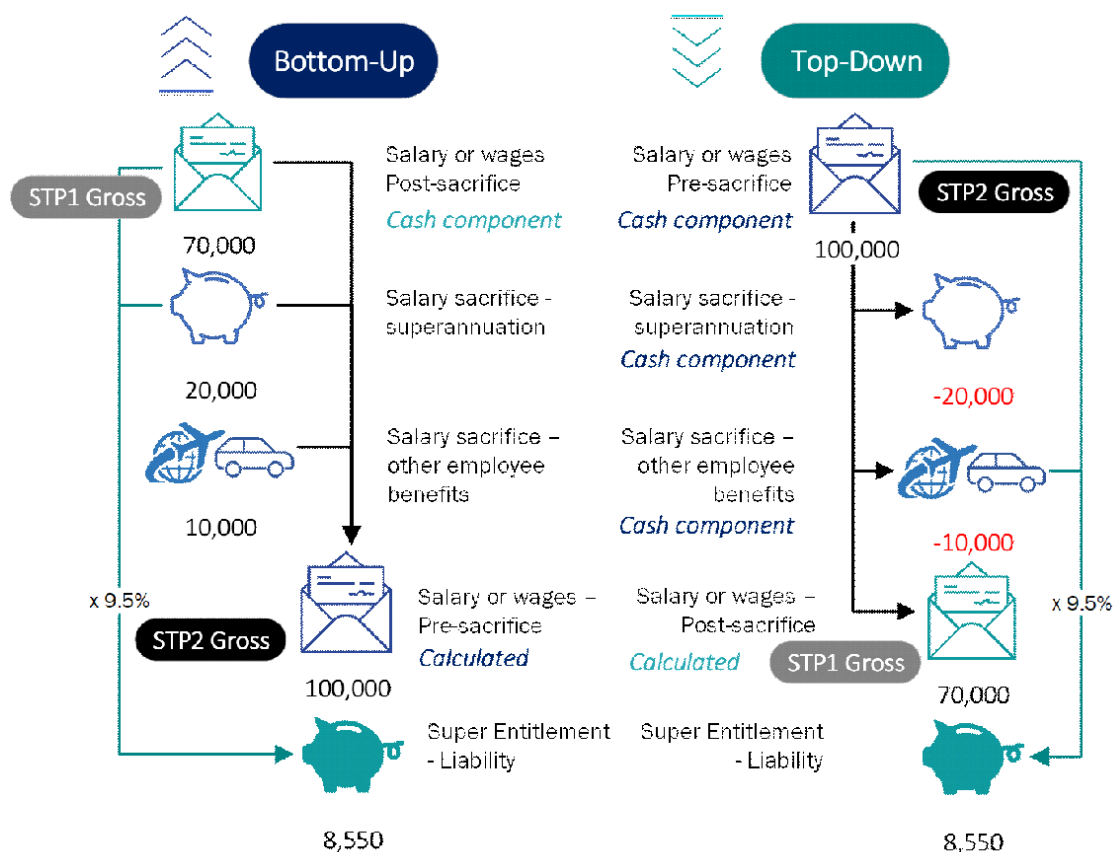 Bottom-Up
STP1 Gross
70,000
Salary or wages
Post-sacrifice
Cash component
20,000
Salary sacrifice -
superannuation
10,000
Salary sacrifice –
other employee
benefits
x 9.5%
STP2 Gross
100,000
Salary or wages –
Pre-sacrifice
Calculated
Super Entitlement
- Liability
8,550
Top-Down
Salary or wages
Pre-sacrifice
Cash component
STP2 Gross
100,000
Salary sacrifice -
superannuation
Cash component
-20,000
Salary sacrifice –
other employee
benefits
Cash component
-10,000
x 9.5%
Salary or wages –
Post-sacrifice
Calculated
STP1 Gross
70,000
Super Entitlement
- Liability
8,550